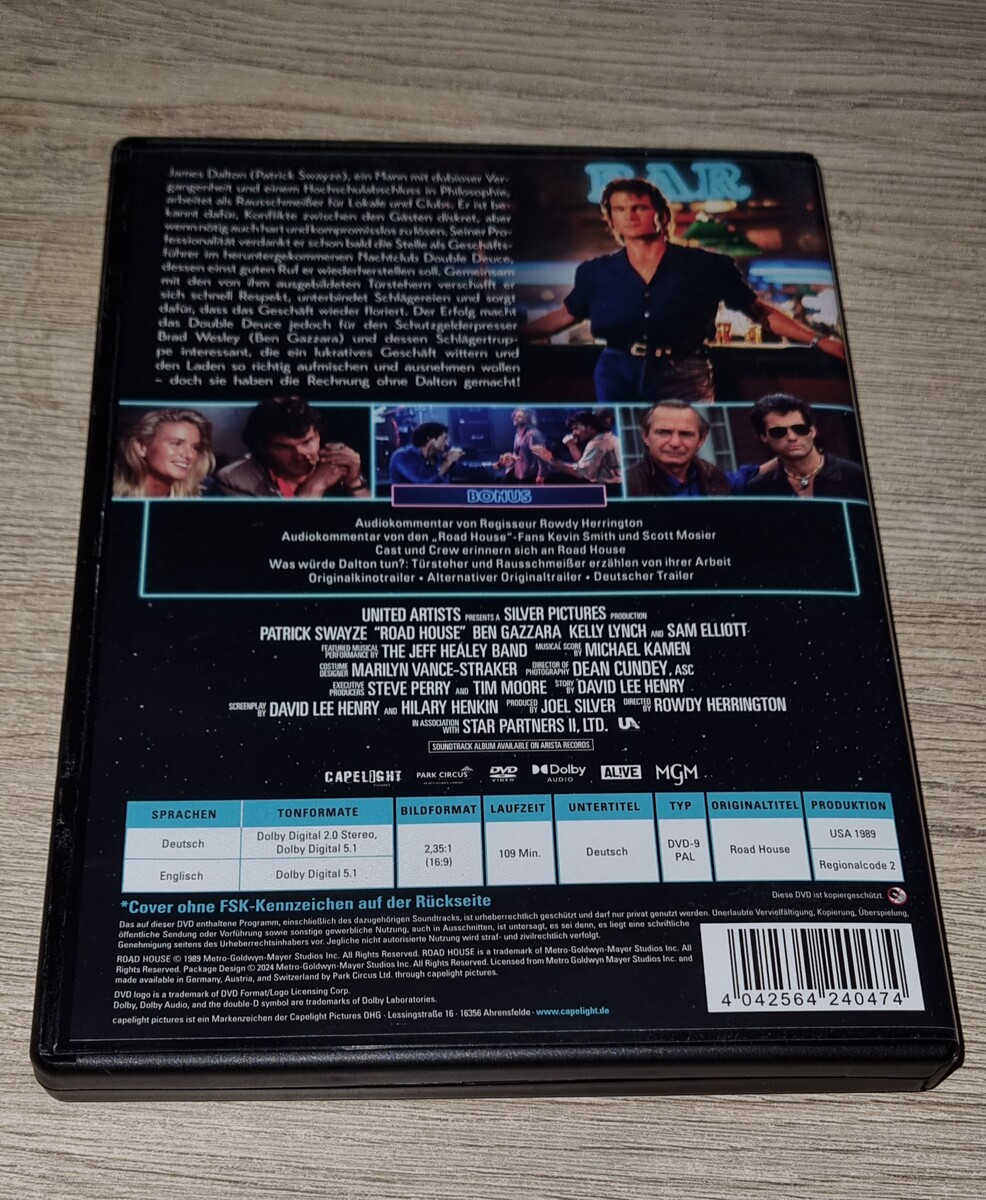 BAR
James Dalton (Patrick Swayze), ein Mann mit dubioser Ver-
gangenheit und einem Hochschulabschluss in Philosophie,
arbeitet als Rausschmeißer für Lokale und Clubs. Er ist be-
kannt dafür, Konflikte zwischen den Gästen diskret, aber
wenn nötig auch hart und kompromisslos zu lösen. Seiner Pro-
fessionalität verdankt er schon bald die Stelle als Geschäfts-
führer im heruntergekommenen Nachtclub Double Deuce,
dessen einst guten Ruf er wiederherstellen soll. Gemeinsam
mit den von ihm ausgebildeten Türstehern verschafft er
sich schnell Respekt, unterbindet Schlägereien und sorgt
dafür, dass das Geschäft wieder floriert. Der Erfolg macht
das Double Deuce jedoch für den Schutzgelderpresser
Brad Wesley (Ben Gazzara) und dessen Schlägertrup-
pe interessant, die ein lukratives Geschäft wittern und
den Laden so richtig aufmischen und ausnehmen wollen
– doch sie haben die Rechnung ohne Dalton gemacht!
BONUS
Audiokommentar von Regisseur Rowdy Herrington
Audiokommentar von den „Road House"-Fans Kevin Smith und Scott Mosier
Cast und Crew erinnern sich an Road House
Was würde Dalton tun?: Türsteher und Rausschmeißer erzählen von ihrer Arbeit
Originalkinotrailer • Alternativer Originaltrailer • Deutscher Trailer
UNITED ARTISTS PRESENTS A SILVER PICTURES PRODUCTION
PATRICK SWAYZE "ROAD HOUSE" BEN GAZZARA KELLY LYNCH AND SAM ELLIOTT
FEATURED MUSICAL PERFORMANCE BY THE JEFF HEALEY BAND MUSICAL SCORE BY MICHAEL KAMEN
COSTUME DESIGNER MARILYN VANCE-STRAKER DIRECTOR OF PHOTOGRAPHY DEAN CUNDEY, ASC
EXECUTIVE PRODUCERS STEVE PERRY AND TIM MOORE STORY BY DAVID LEE HENRY
SCREENPLAY BY DAVID LEE HENRY AND HILARY HENKIN PRODUCED BY JOEL SILVER DIRECTED BY ROWDY HERRINGTON
IN ASSOCIATION WITH STAR PARTNERS II, LTD. UA
SOUNDTRACK ALBUM AVAILABLE ON ARISTA RECORDS
CAPELIGHT PICTURES PARK CIRCUS DVD VIDEO Dolby AUDIO ALIVE MGM
SPRACHEN TONFORMATE BILDFORMAT LAUFZEIT UNTERTITEL TYP ORIGINALTITEL PRODUKTION
Deutsch Dolby Digital 2.0 Stereo, Dolby Digital 5.1 2,35:1 (16:9) 109 Min. Deutsch DVD-9 PAL Road House USA 1989
Englisch Dolby Digital 5.1 Regionalcode 2
*Cover ohne FSK-Kennzeichen auf der Rückseite
Diese DVD ist kopiergeschützt.
Das auf dieser DVD enthaltene Programm, einschließlich des dazugehörigen Soundtracks, ist urheberrechtlich geschützt und darf nur privat genutzt werden. Unerlaubte Vervielfältigung, Kopierung, Überspielung,
öffentliche Sendung oder Vorführung sowie sonstige gewerbliche Nutzung, auch in Ausschnitten, ist untersagt, es sei denn, es liegt eine schriftliche
Genehmigung seitens des Urheberrechtsinhabers vor. Jegliche nicht autorisierte Nutzung wird straf- und zivilrechtlich verfolgt.
ROAD HOUSE © 1989 Metro-Goldwyn-Mayer Studios Inc. All Rights Reserved. ROAD HOUSE is a trademark of Metro-Goldwyn-Mayer Studios Inc. All
Rights Reserved. Package Design © 2024 Metro-Goldwyn-Mayer Studios Inc. All Rights Reserved. Licensed from Metro Goldwyn-Mayer Studios Inc. and
made available in Germany, Austria, and Switzerland by Park Circus Ltd. through capelight pictures.
DVD logo is a trademark of DVD Format/Logo Licensing Corp.
Dolby, Dolby Audio, and the double-D symbol are trademarks of Dolby Laboratories.
capelight pictures ist ein Markenzeichen der Capelight Pictures OHG · Lessingstraße 16 · 16356 Ahrensfelde · www.capelight.de
4 042564 240474